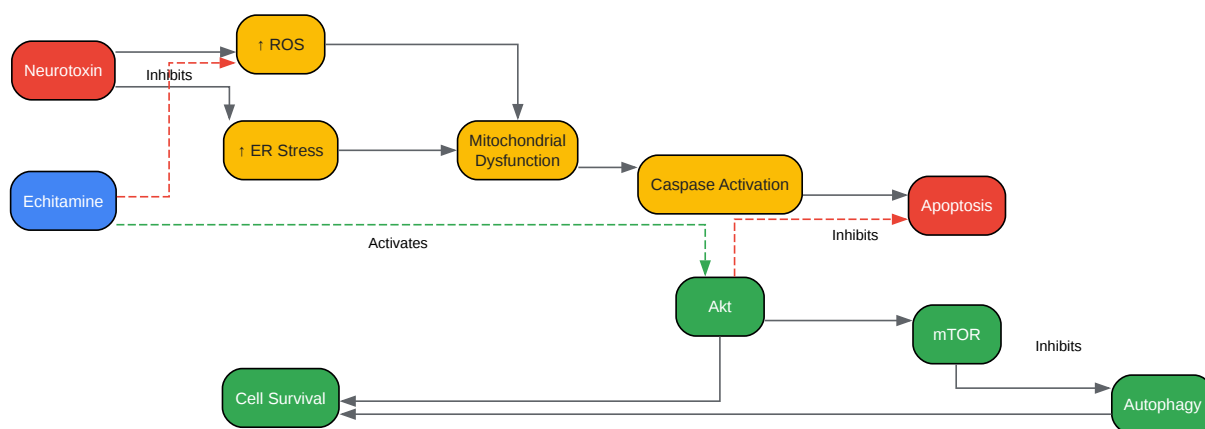 ↑ ROS
Neurotoxin
Inhibits
Mitochondrial
Dysfunction
↑ ER Stress
Caspase Activation
Echitamine
Apoptosis
Inhibits
Activates
Akt
mTOR
Inhibits
Cell Survival
Autophagy